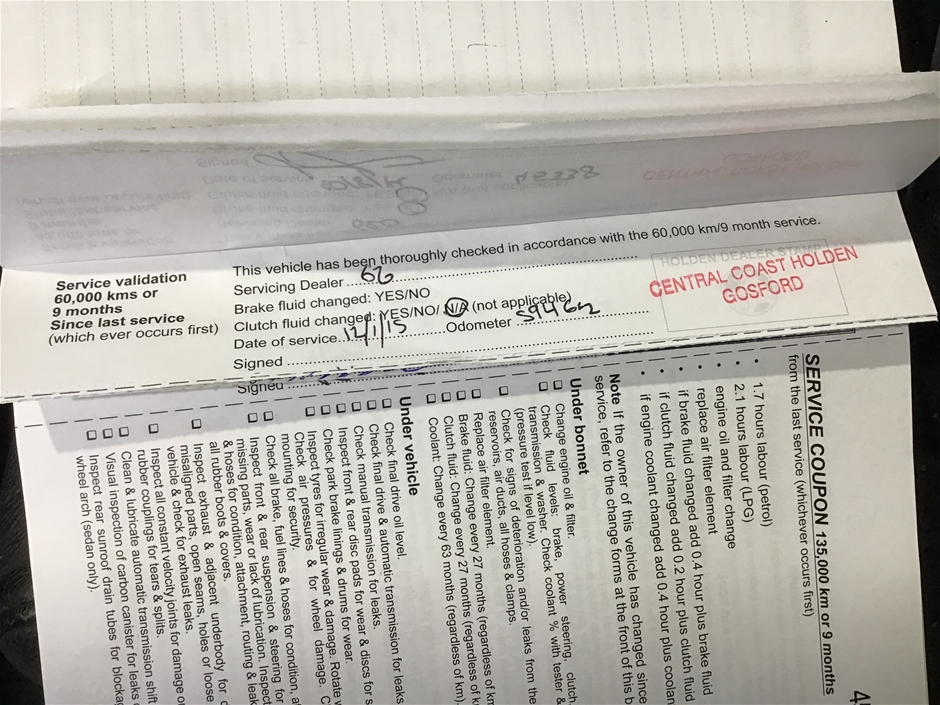 Service validation
60,000 kms or
9 months
Since last service
(which ever occurs first)
This vehicle has been thoroughly checked in accordance with the 60,000 km/9 month service.
Servicing Dealer
Brake fluid changed: YES/NO
Clutch fluid changed: YES/NO/ N/A (not applicable)
Date of service 12/1/15 Odometer 59462
Signed
HOLDEN DEALER STAMP
CENTRAL COAST HOLDEN
GOSFORD
Signed
SERVICE COUPON 135,000 km or 9 months
from the last service (whichever occurs first)
• 1.7 hours labour (petrol)
2.1 hours labour (LPG)
• engine oil and filter change
• replace air filter element
• if brake fluid changed add 0.4 hour plus brake fluid
• if clutch fluid changed add 0.2 hour plus clutch fluid
• if engine coolant changed add 0.4 hour plus
Note If the owner of this vehicle has changed since
service, refer to the change forms at the front of this
Under bonnet
Change engine oil & filter.
Check fluid levels: brake, power steering, clutch,
transmission & washer. Check coolant % with tester &
(pressure test if level low).
Check for signs of deterioration and/or leaks from the
reservoirs, air ducts, all hoses & clamps.
Replace air filter element.
Brake fluid: Change every 27 months (regardless of
Clutch fluid: Change every 27 months (regardless of
Coolant: Change every 63 months (regardless of km).
Under vehicle
Check final drive oil level.
Check final drive & automatic transmission for leaks
Check manual transmission for leaks.
Inspect front & rear disc pads for wear & discs for
Check park brake linings & drums for wear.
Inspect tyres for irregular wear & damage. Rotate
Check air pressures & for wheel damage.
mounting for security.
Check all brake, fuel lines & hoses for condition,
Inspect front & rear suspension & steering for
missing parts, wear or lack of lubrication. Inspect
& hoses for condition, attachment, routing &
all rubber boots & covers.
Inspect exhaust & adjacent underbody for
misaligned parts, open seams, holes or loose
vehicle & check for exhaust leaks.
Inspect all constant velocity joints for damage
rubber couplings for tears & splits.
Clean & lubricate automatic transmission shift
Visual inspection of carbon canister for leaks
Inspect rear sunroof drain tubes for
wheel arch (sedan only).